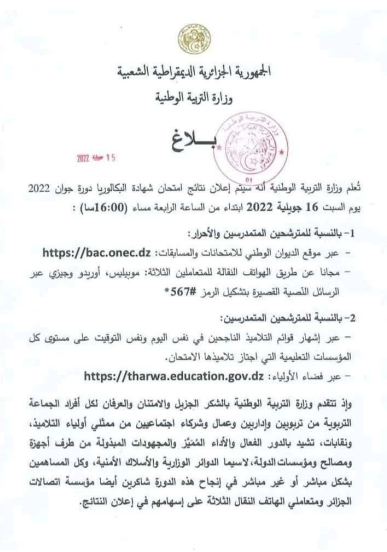 الجمهورية الجزائرية الديمقراطية الشعبية
وزارة التربية الوطنية
بــلاغ
15 جويلية 2022
تُعلم وزارة التربية الوطنية أنه سيتم إعلان نتائج امتحان شهادة البكالوريا دورة جوان 2022
يوم السبت 16 جويلية 2022 ابتداء من الساعة الرابعة مساء (16:00سا) :
1- بالنسبة للمترشحين المتمدرسين والأحرار:
- عبر موقع الديوان الوطني للامتحانات والمسابقات: https://bac.onec.dz
- مجانا عن طريق الهواتف النقالة للمتعاملين الثلاثة: موبيليس، أوريدو وجيزي عبر
الرسائل النّصية القصيرة بتشكيل الرمز #567*
2- بالنسبة للمترشحين المتمدرسين:
- عبر إشهار قوائم التلاميذ الناجحين في نفس اليوم ونفس التوقيت على مستوى كل
المؤسسات التعليمية التي اجتاز تلاميذها الامتحان.
- عبر فضاء الأولياء: https://tharwa.education.gov.dz
وإذ تتقدم وزارة التربية الوطنية بالشكر الجزيل والامتنان والعرفان لكل أفراد الجماعة
التربوية من تربويين وإداريين وعمال وشركاء اجتماعيين من ممثلي أولياء التلاميذ،
ونقابات، تشيد بالدور الفعال والأداء المُمَيَّز والمجهودات المبذولة من طرف أجهزة
ومصالح ومؤسسات الدولة، لاسيما الدوائر الوزارية والأسلاك الأمنية، وكل المساهمين
بشكل مباشر أو غير مباشر في إنجاح هذه الدورة شاكرين أيضا مؤسسة اتصالات
الجزائر ومتعاملي الهاتف النقال الثلاثة على إسهامهم في إعلان النتائج.